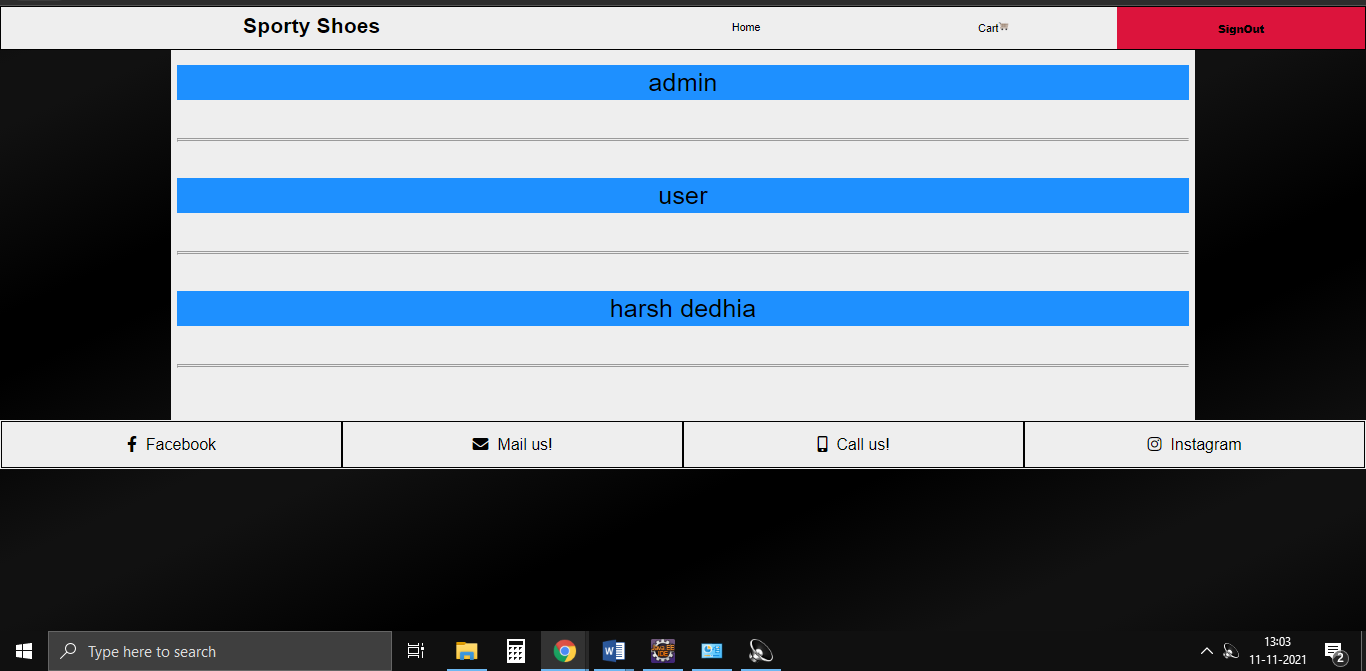 Sporty Shoes
Home
Cart
SignOut
admin
user
harsh dedhia
Facebook
Mail us!
Call us!
Instagram
Type here to search
13:03
11-11-2021
2